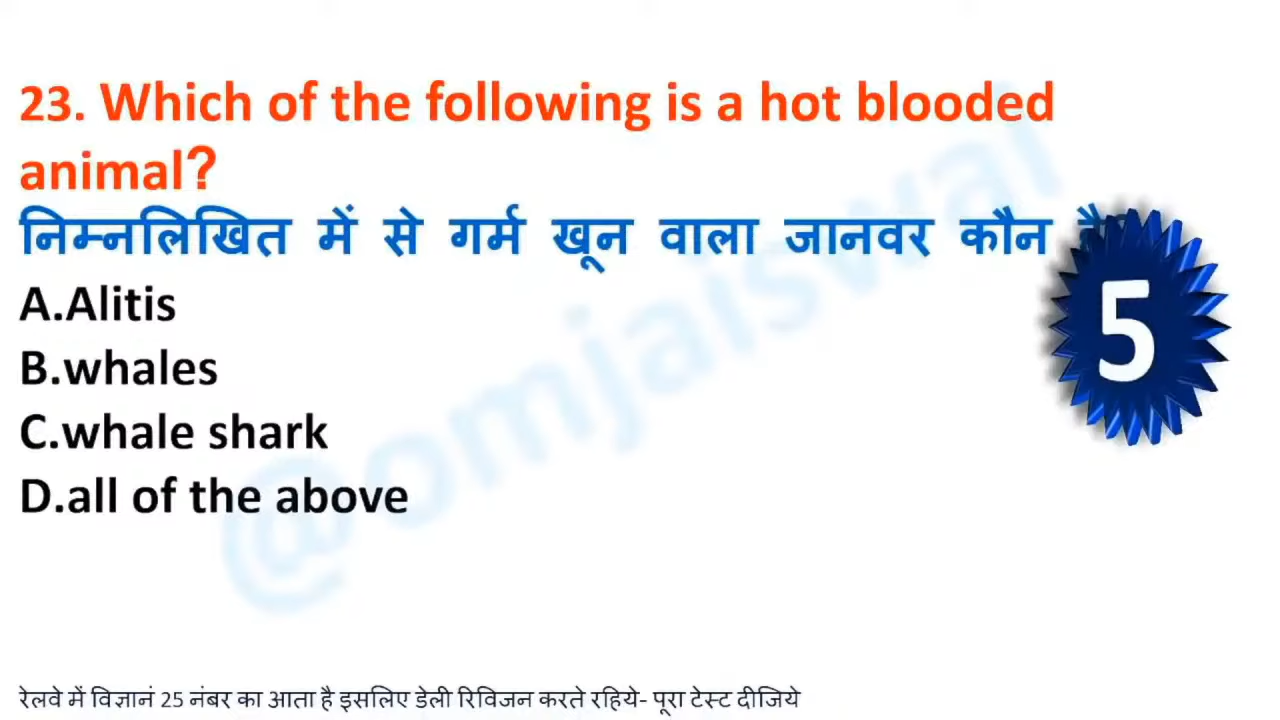 23. Which of the following is a hot blooded
animal?
निम्नलिखित में से गर्म खून वाला जानवर कौन
A.Alitis
B.whales
C.whale shark
D.all of the above
5
@omjaiswal
रेलवे में विज्ञानं 25 नंबर का आता है इसलिए डेली रिविजन करते रहिये- पूरा टेस्ट दीजिये